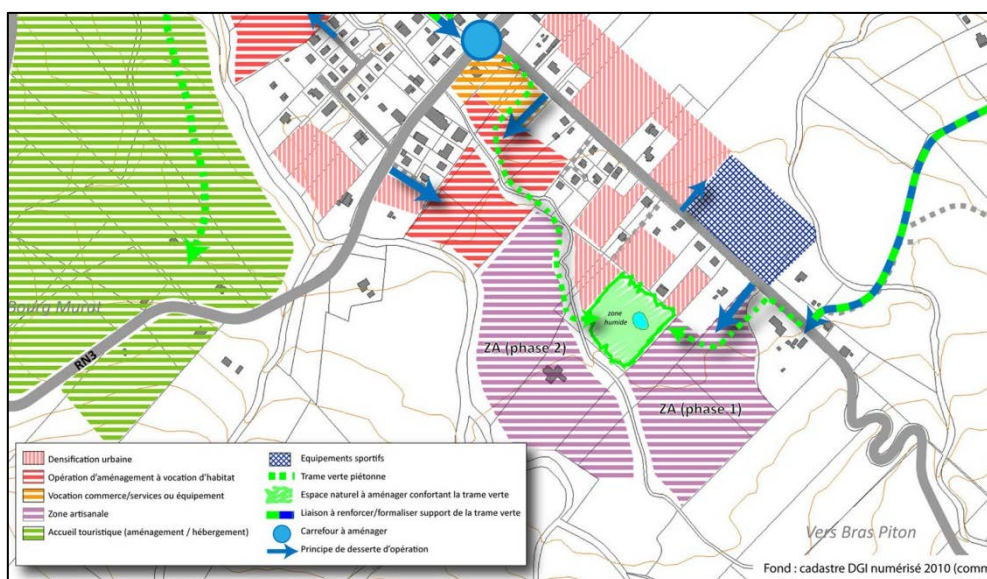 Bourg Murat
RN3
zone
humide
ZA (phase 2)
ZA (phase 1)
Densification urbaine
Opération d'aménagement à vocation d'habitat
Vocation commerce/services ou équipement
Zone artisanale
Accueil touristique (aménagement / hébergement)
Equipements sportifs
Trame verte piétonne
Espace naturel à aménager confortant la trame verte
Liaison à renforcer/formaliser support de la trame verte
Carrefour à aménager
Principe de desserte d'opération
Vers Bras Piton
Fond : cadastre DGI numérisé 2010 (comm